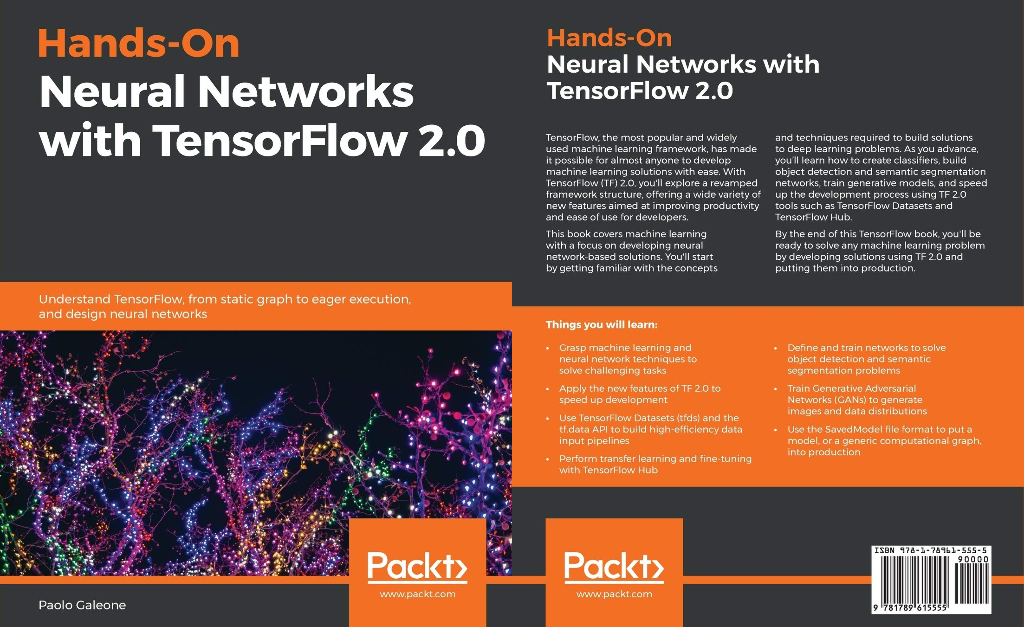 Hands-On
Neural Networks
with TensorFlow 2.0
Understand TensorFlow, from static graph to eager execution,
and design neural networks
Packt>
www.packt.com
Paolo Galeone
Hands-On
Neural Networks with
TensorFlow 2.0
TensorFlow, the most popular and widely
used machine learning framework, has made
it possible for almost anyone to develop
machine learning solutions with ease. With
TensorFlow (TF) 2.0, you'll explore a revamped
framework structure, offering a wide variety of
new features aimed at improving productivity
and ease of use for developers.
This book covers machine learning
with a focus on developing neural
network-based solutions. You'll start
by getting familiar with the concepts
and techniques required to build solutions
to deep learning problems. As you advance,
you'll learn how to create classifiers, build
object detection and semantic segmentation
networks, train generative models, and speed
up the development process using TF 2.0
tools such as TensorFlow Datasets and
TensorFlow Hub.
By the end of this TensorFlow book, you'll be
ready to solve any machine learning problem
by developing solutions using TF 2.0 and
putting them into production.
Things you will learn:
• Grasp machine learning and
neural network techniques to
solve challenging tasks
• Apply the new features of TF 2.0 to
speed up development
• Use TensorFlow Datasets (tfds) and the
tf.data API to build high-efficiency data
input pipelines
• Perform transfer learning and fine-tuning
with TensorFlow Hub
• Define and train networks to solve
object detection and semantic
segmentation problems
• Train Generative Adversarial
Networks (GANs) to generate
images and data distributions
• Use the SavedModel file format to put a
model, or a generic computational graph,
into production
Packt>
www.packt.com
ISBN 978-1-78961-555-5
90000
9 781789 615555